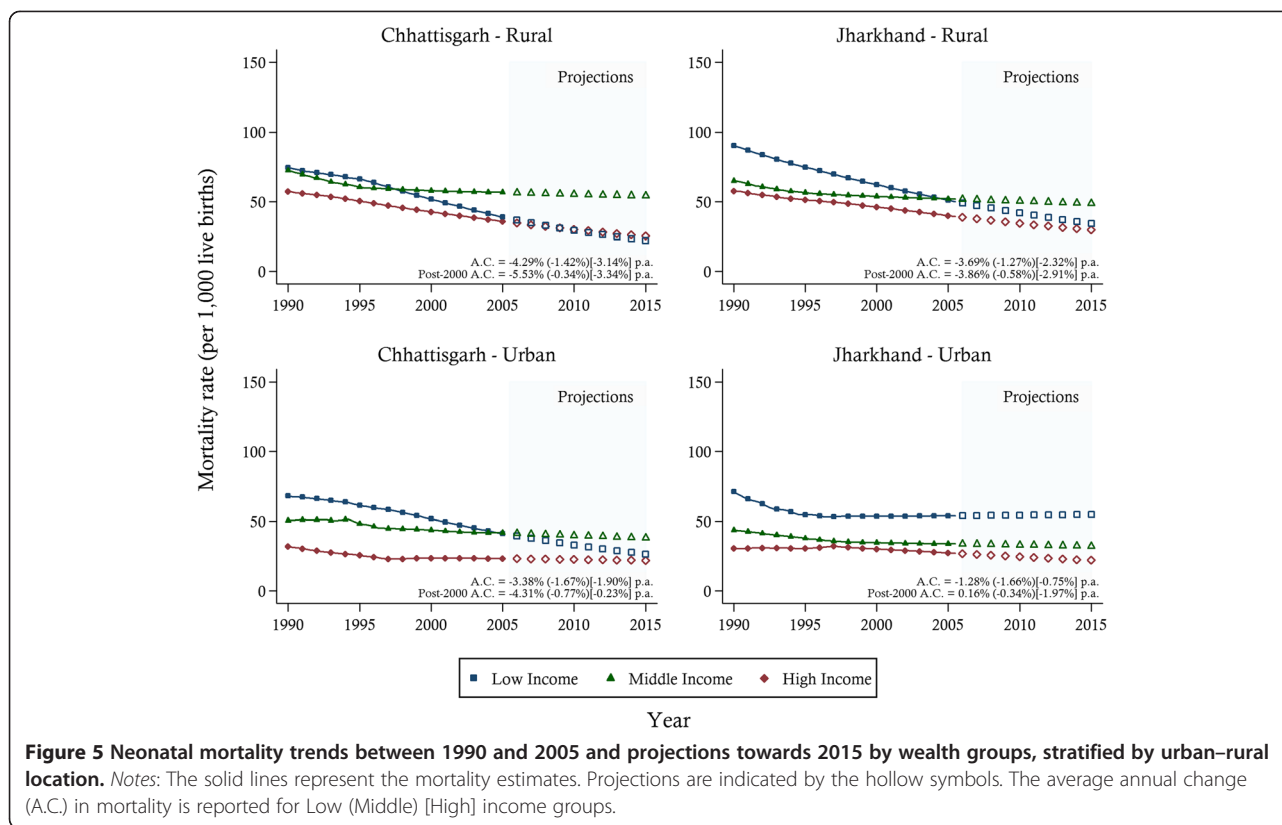 Chhattisgarh - Rural
150
100
50
0
Projections
A.C. = -4.29% (-1.42%)[-3.14%] p.a.
Post-2000 A.C. = -5.53% (-0.34%)[-3.34%] p.a.
1990 1995 2000 2005 2010 2015
Jharkhand - Rural
150
100
50
0
Projections
A.C. = -3.69% (-1.27%)[-2.32%] p.a.
Post-2000 A.C. = -3.86% (-0.58%)[-2.91%] p.a.
1990 1995 2000 2005 2010 2015
Mortality rate (per 1,000 live births)
Chhattisgarh - Urban
150
100
50
0
Projections
A.C. = -3.38% (-1.67%)[-1.90%] p.a.
Post-2000 A.C. = -4.31% (-0.77%)[-0.23%] p.a.
1990 1995 2000 2005 2010 2015
Jharkhand - Urban
150
100
50
0
Projections
A.C. = -1.28% (-1.66%)[-0.75%] p.a.
Post-2000 A.C. = 0.16% (-0.34%)[-1.97%] p.a.
1990 1995 2000 2005 2010 2015
Low Income Middle Income High Income
Year
Figure 5 Neonatal mortality trends between 1990 and 2005 and projections towards 2015 by wealth groups, stratified by urban–rural
location. Notes: The solid lines represent the mortality estimates. Projections are indicated by the hollow symbols. The average annual change
(A.C.) in mortality is reported for Low (Middle) [High] income groups.